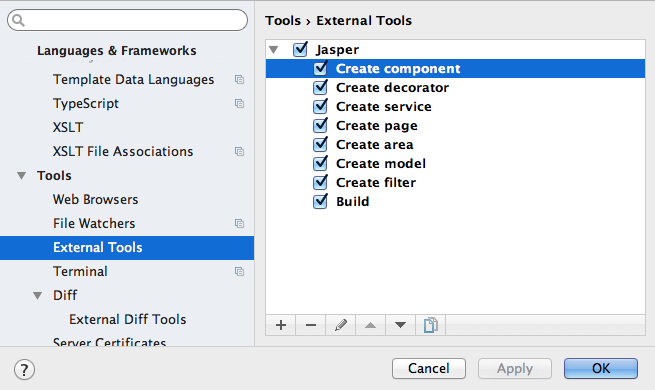 Languages & Frameworks
Template Data Languages
TypeScript
XSLT
XSLT File Associations
Tools
Web Browsers
File Watchers
External Tools
Terminal
Diff
External Diff Tools
Server Certificates
Tools › External Tools
Jasper
Create component
Create decorator
Create service
Create page
Create area
Create model
Create filter
Build
?
Cancel
Apply
OK